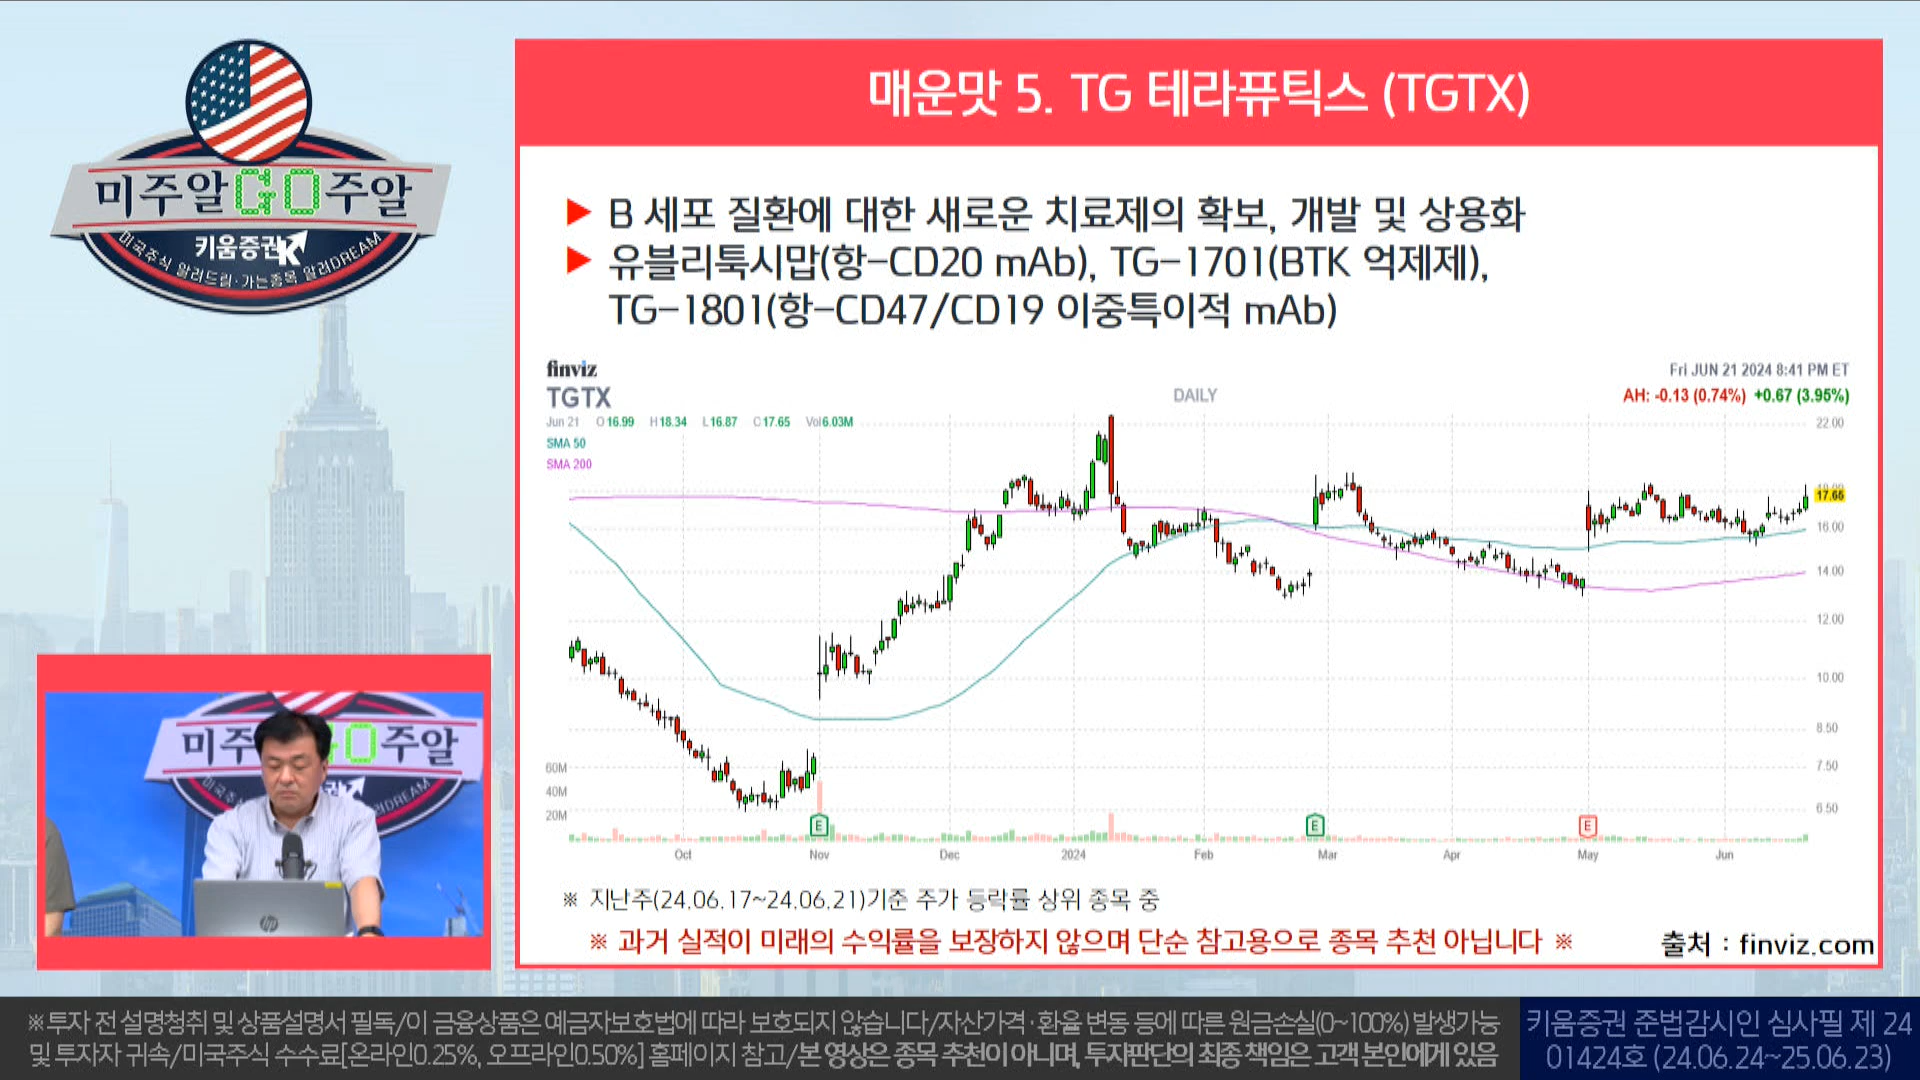 미주알GO주알
키움증권
미국주식 알려드림·가는종목 알려DREAM
매운맛 5. TG 테라퓨틱스 (TGTX)
▶ B 세포 질환에 대한 새로운 치료제의 확보, 개발 및 상용화
▶ 유블리툭시맙(항-CD20 mAb), TG-1701(BTK 억제제),
TG-1801(항-CD47/CD19 이중특이적 mAb)
finviz
Fri JUN 21 2024 8:41 PM ET
TGTX
DAILY
AH: -0.13 (0.74%) +0.67 (3.95%)
Jun 21 O 16.99 H 18.34 L 16.87 C 17.65 Vol 6.03M
SMA 50
SMA 200
22.00
18.00
17.65
16.00
14.00
12.00
10.00
8.50
7.50
6.50
60M
40M
20M
E E E
Oct Nov Dec 2024 Feb Mar Apr May Jun
※ 지난주(24.06.17~24.06.21)기준 주가 등락률 상위 종목 중
※ 과거 실적이 미래의 수익률을 보장하지 않으며 단순 참고용으로 종목 추천 아닙니다 ※
출처 : finviz.com
미주 O주알
hp
※투자 전 설명청취 및 상품설명서 필독/이 금융상품은 예금자보호법에 따라 보호되지 않습니다/자산가격·환율 변동 등에 따른 원금손실(0~100%) 발생가능
및 투자자 귀속/미국주식 수수료[온라인0.25%, 오프라인0.50%] 홈페이지 참고/본 영상은 종목 추천이 아니며, 투자판단의 최종 책임은 고객 본인에게 있음
키움증권 준법감시인 심사필 제 24
01424호 (24.06.24~25.06.23)